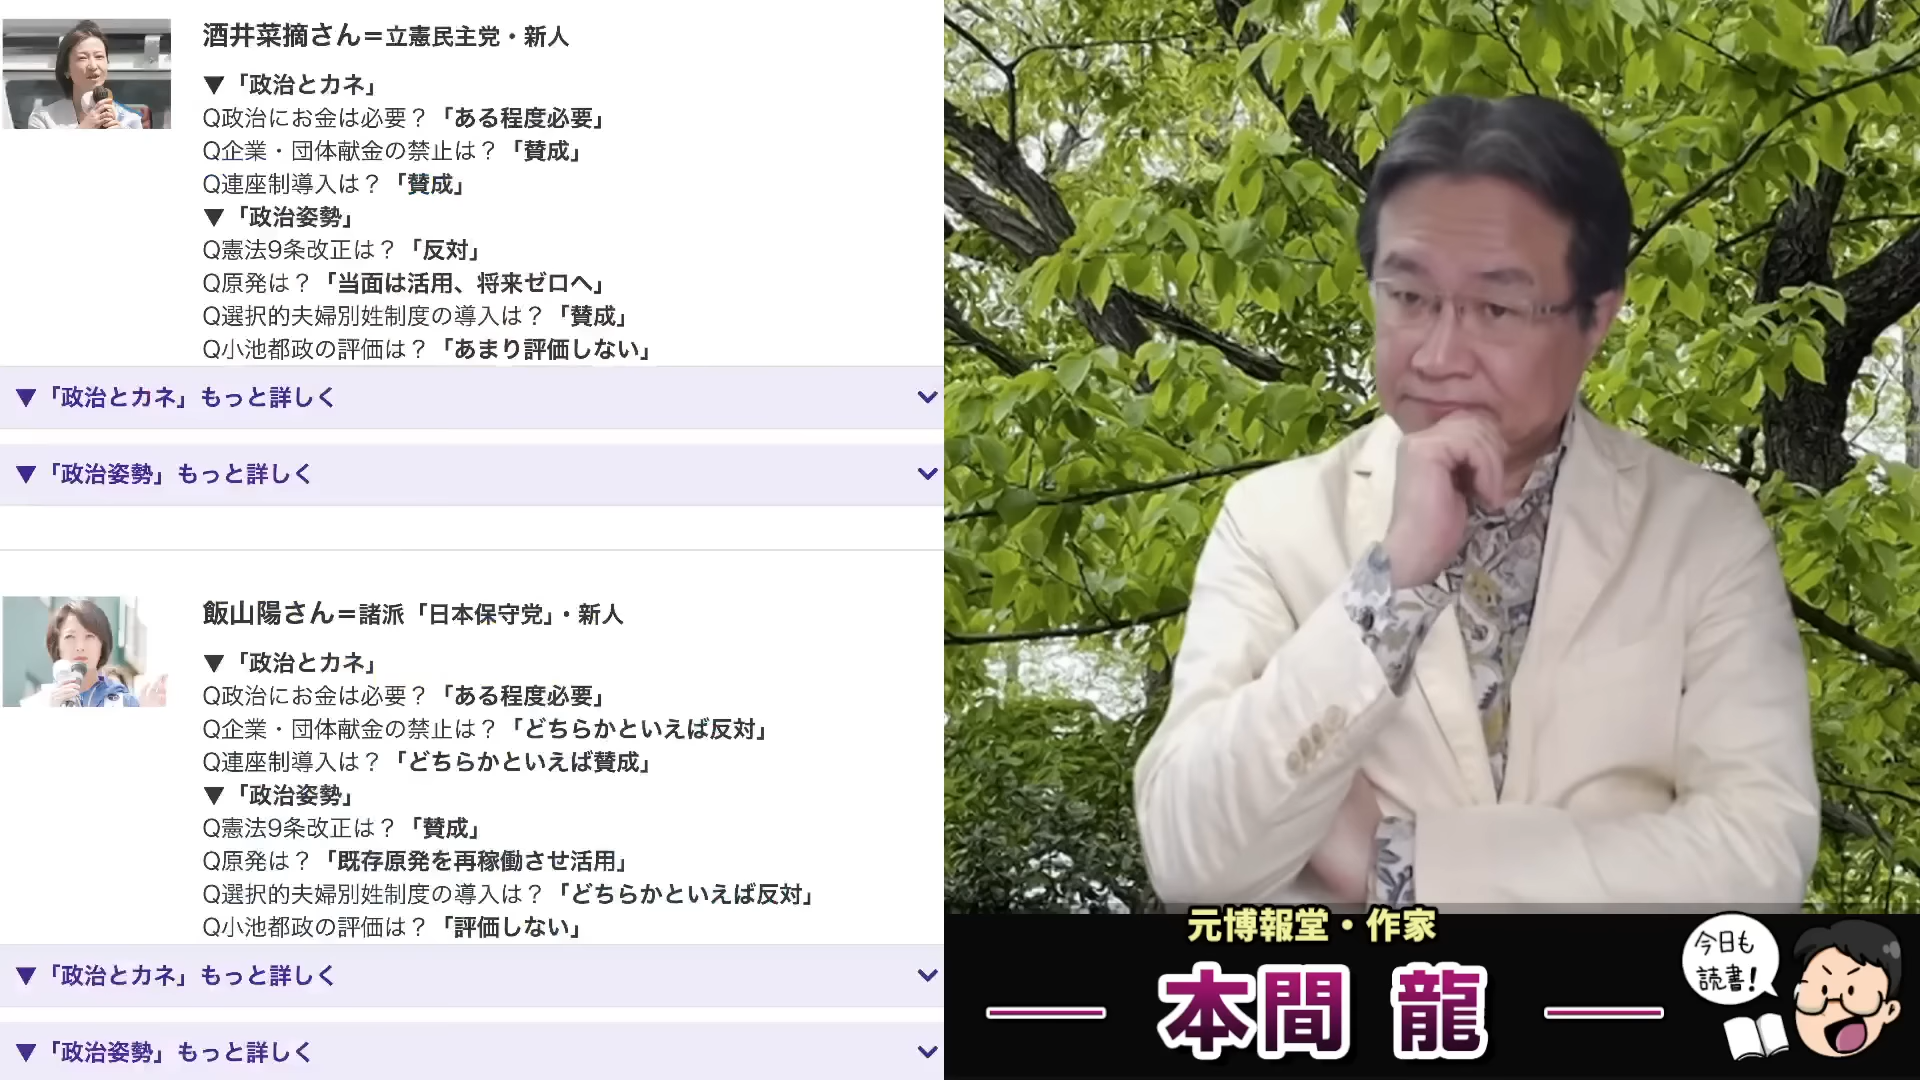 酒井菜摘さん＝立憲民主党・新人
▼「政治とカネ」
Q政治にお金は必要？「ある程度必要」
Q企業・団体献金の禁止は？「賛成」
Q連座制導入は？「賛成」
▼「政治姿勢」
Q憲法9条改正は？「反対」
Q原発は？「当面は活用、将来ゼロへ」
Q選択的夫婦別姓制度の導入は？「賛成」
Q小池都政の評価は？「あまり評価しない」
▼「政治とカネ」もっと詳しく
▼「政治姿勢」もっと詳しく
飯山陽さん＝諸派「日本保守党」・新人
▼「政治とカネ」
Q政治にお金は必要？「ある程度必要」
Q企業・団体献金の禁止は？「どちらかといえば反対」
Q連座制導入は？「どちらかといえば賛成」
▼「政治姿勢」
Q憲法9条改正は？「賛成」
Q原発は？「既存原発を再稼働させ活用」
Q選択的夫婦別姓制度の導入は？「どちらかといえば反対」
Q小池都政の評価は？「評価しない」
▼「政治とカネ」もっと詳しく
▼「政治姿勢」もっと詳しく
元博報堂・作家
本間 龍
今日も
読書!